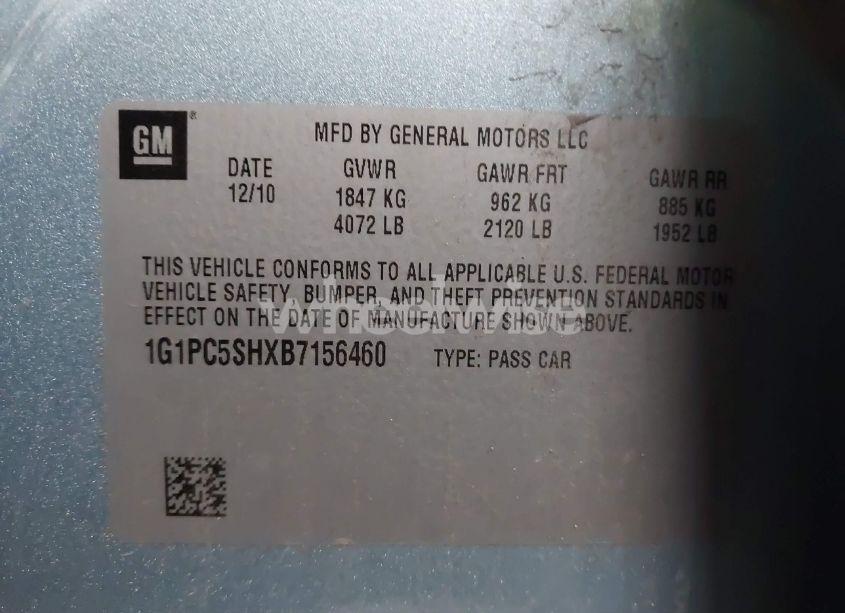 GM
MFD BY GENERAL MOTORS LLC
DATE GVWR GAWR FRT GAWR RR
12/10 1847 KG 962 KG 885 KG
4072 LB 2120 LB 1952 LB
THIS VEHICLE CONFORMS TO ALL APPLICABLE U.S. FEDERAL MOTOR
VEHICLE SAFETY, BUMPER, AND THEFT PREVENTION STANDARDS IN
EFFECT ON THE DATE OF MANUFACTURE SHOWN ABOVE.
1G1PC5SHXB7156460 TYPE: PASS CAR